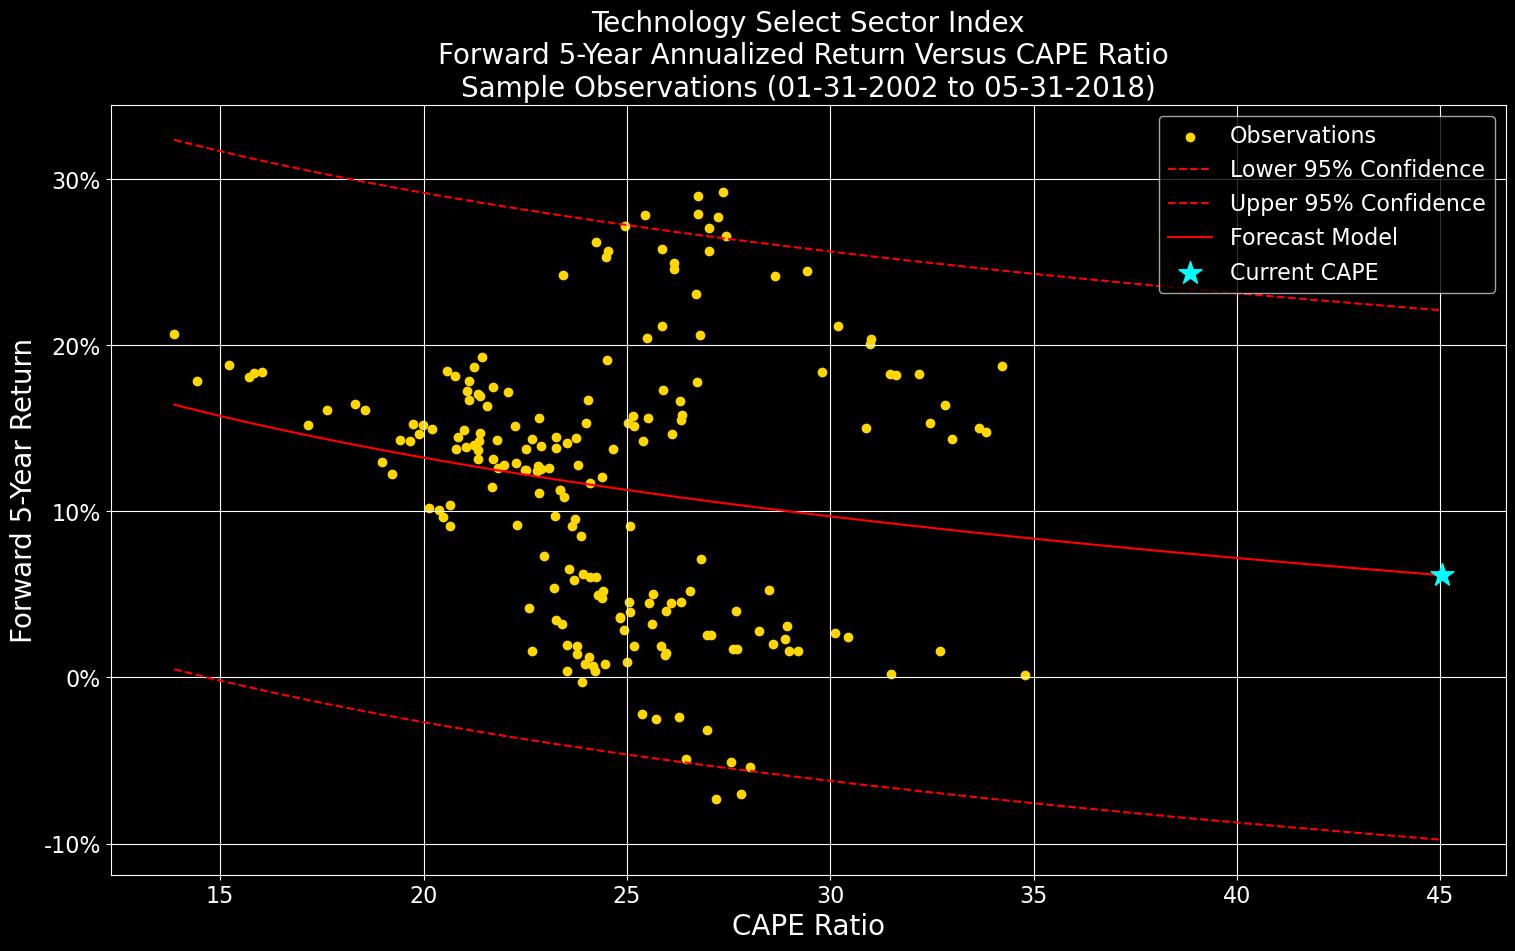 Technology Select Sector Index
Forward 5-Year Annualized Return Versus CAPE Ratio
Sample Observations (01-31-2002 to 05-31-2018)
Observations
Lower 95% Confidence
Upper 95% Confidence
Forecast Model
Current CAPE
Forward 5-Year Return
30%
20%
10%
0%
-10%
15 20 25 30 35 40 45
CAPE Ratio